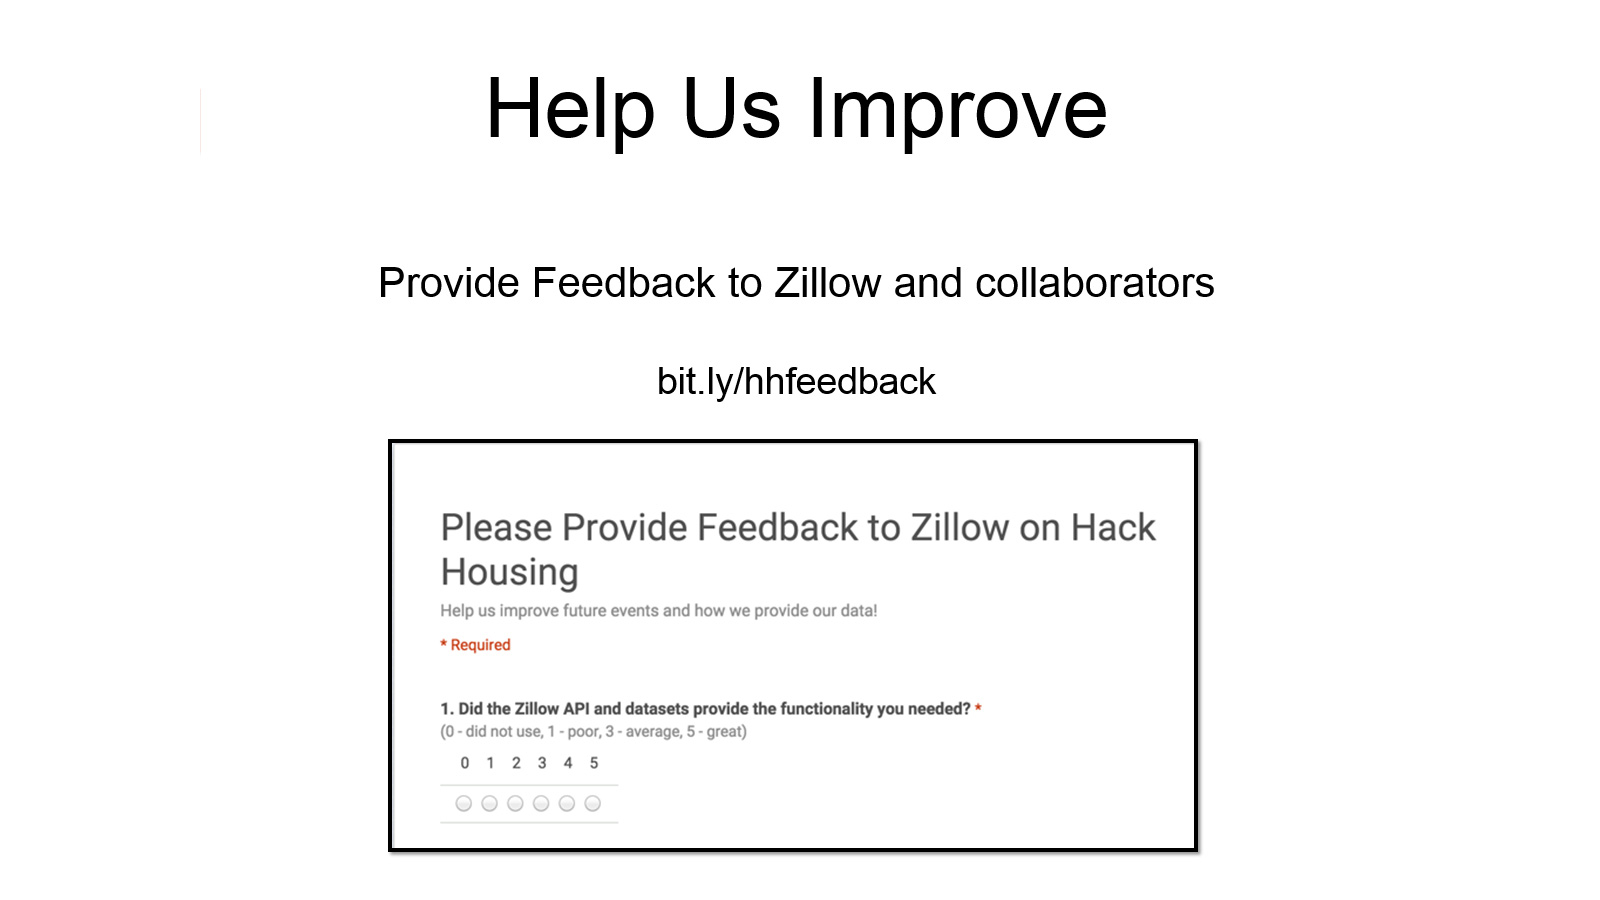 Help Us Improve
Provide Feedback to Zillow and collaborators
bit.ly/hhfeedback
Please Provide Feedback to Zillow on Hack
Housing
Help us improve future events and how we provide our data!
* Required
1. Did the Zillow API and datasets provide the functionality you needed? *
(0 - did not use, 1 - poor, 3 - average, 5 - great)
0 1 2 3 4 5